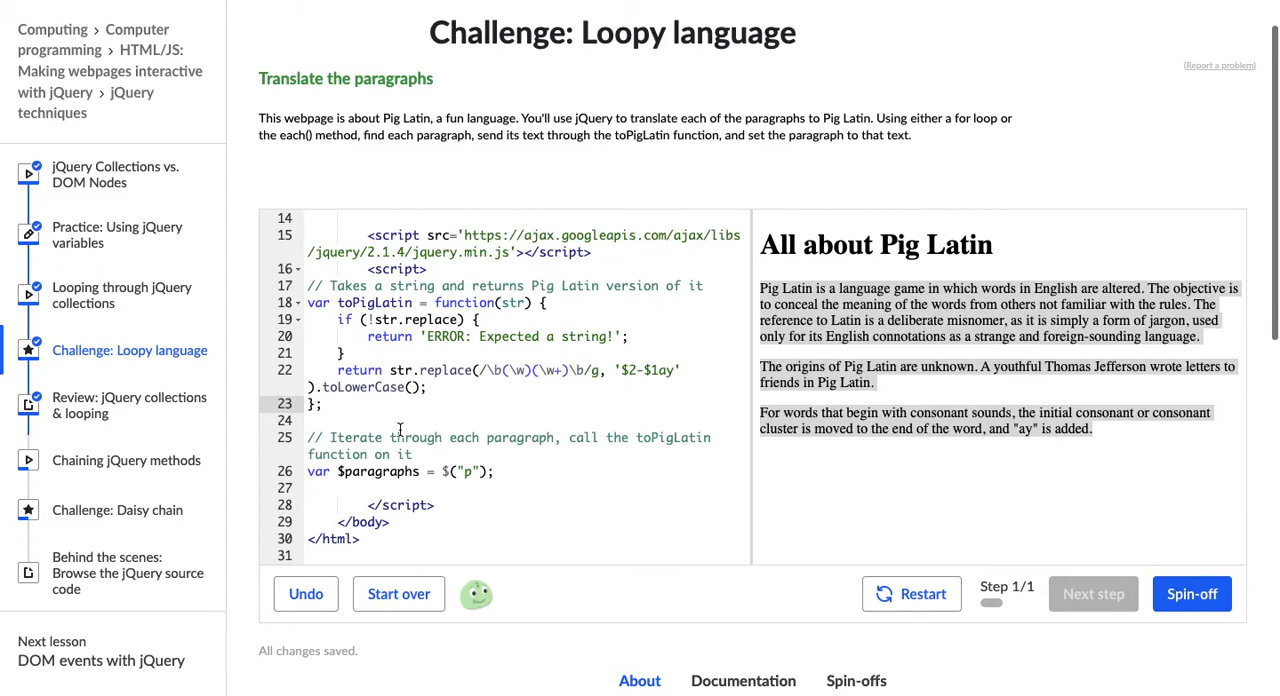 Computing › Computer
programming › HTML/JS:
Making webpages interactive
with jQuery › jQuery
techniques
jQuery Collections vs.
DOM Nodes
Practice: Using jQuery
variables
Looping through jQuery
collections
Challenge: Loopy language
Review: jQuery collections
& looping
Chaining jQuery methods
Challenge: Daisy chain
Behind the scenes:
Browse the jQuery source
code
Next lesson
DOM events with jQuery
Challenge: Loopy language
(Report a problem)
Translate the paragraphs
This webpage is about Pig Latin, a fun language. You'll use jQuery to translate each of the paragraphs to Pig Latin. Using either a for loop or
the each() method, find each paragraph, send its text through the toPigLatin function, and set the paragraph to that text.
14
15 <script src='https://ajax.googleapis.com/ajax/libs
/jquery/2.1.4/jquery.min.js'></script>
16 <script>
17 // Takes a string and returns Pig Latin version of it
18 var toPigLatin = function(str) {
19 if (!str.replace) {
20 return 'ERROR: Expected a string!';
21 }
22 return str.replace(/\b(\w)(\w+)\b/g, '$2-$1ay'
).toLowerCase();
23 };
24
25 // Iterate through each paragraph, call the toPigLatin
function on it
26 var $paragraphs = $("p");
27
28 </script>
29 </body>
30 </html>
31
All about Pig Latin
Pig Latin is a language game in which words in English are altered. The objective is
to conceal the meaning of the words from others not familiar with the rules. The
reference to Latin is a deliberate misnomer, as it is simply a form of jargon, used
only for its English connotations as a strange and foreign-sounding language.
The origins of Pig Latin are unknown. A youthful Thomas Jefferson wrote letters to
friends in Pig Latin.
For words that begin with consonant sounds, the initial consonant or consonant
cluster is moved to the end of the word, and "ay" is added.
Undo
Start over
Restart
Step 1/1
Next step
Spin-off
All changes saved.
About
Documentation
Spin-offs